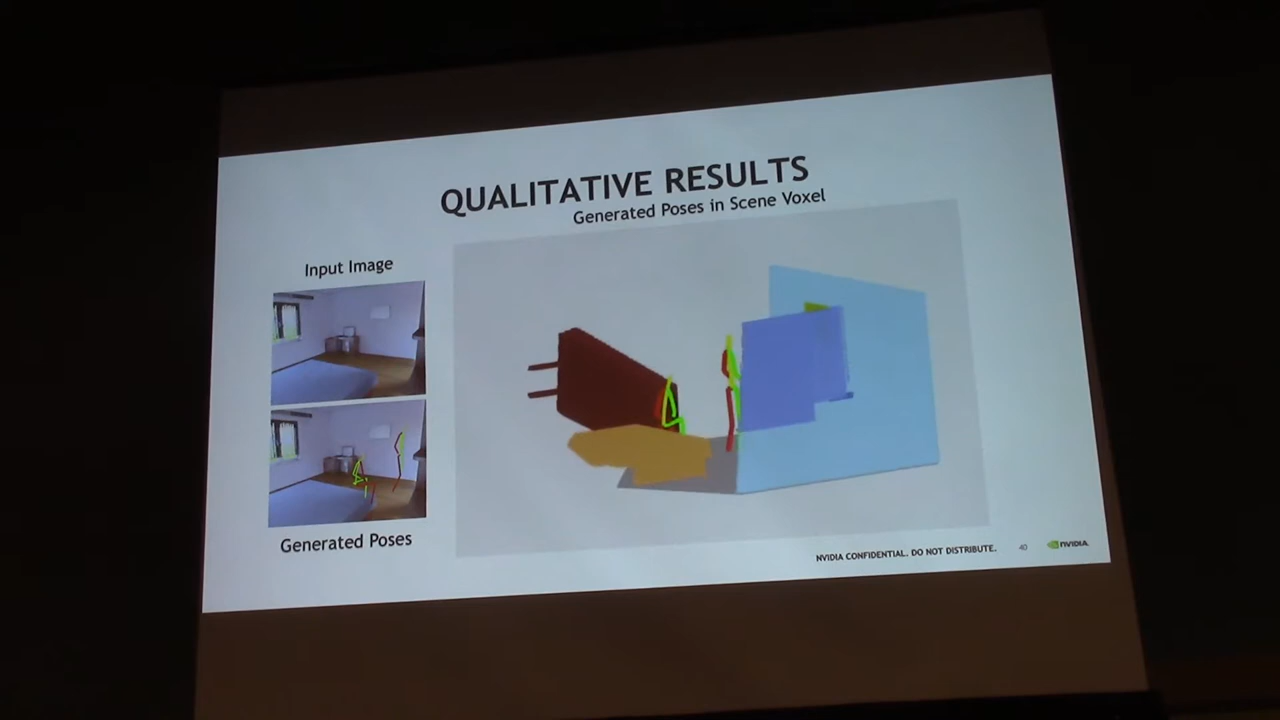 QUALITATIVE RESULTS
Generated Poses in Scene Voxel
Input Image
Generated Poses
NVIDIA CONFIDENTIAL. DO NOT DISTRIBUTE.
40
NVIDIA